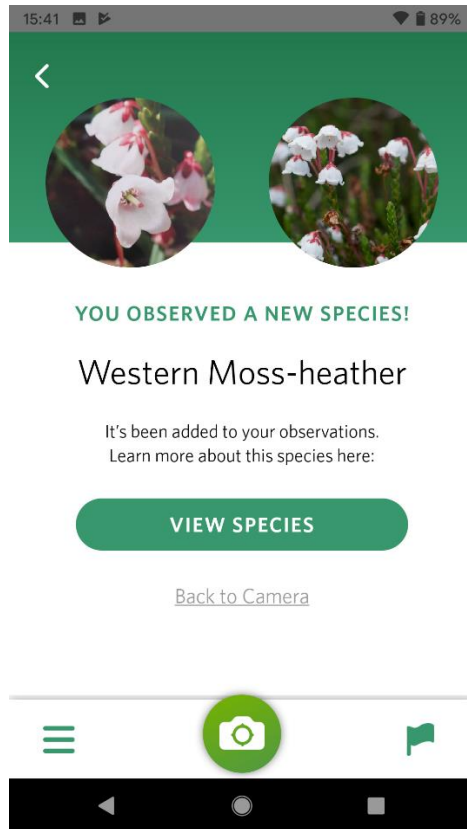 15:41 89%
YOU OBSERVED A NEW SPECIES!
Western Moss-heather
It's been added to your observations.
Learn more about this species here:
VIEW SPECIES
Back to Camera